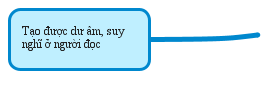 Tạo được dư âm, suy
nghĩ ở người đọc